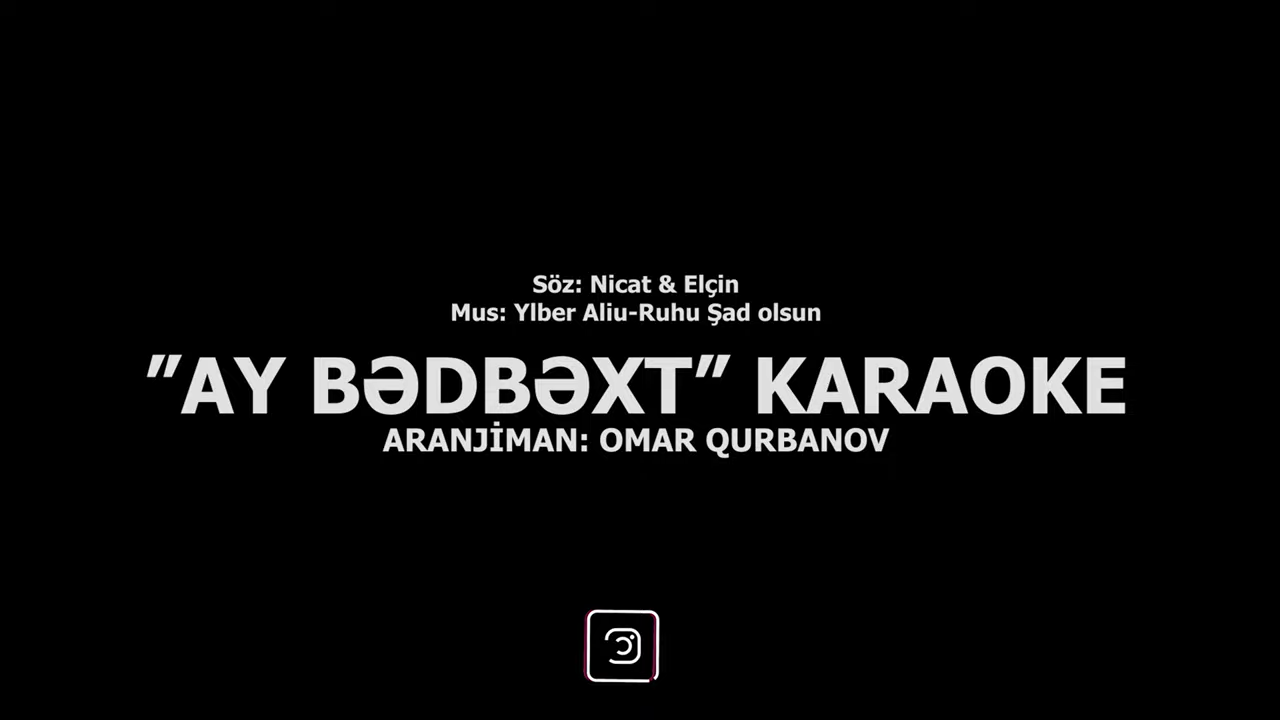 Söz: Nicat & Elçin
Mus: Ylber Aliu-Ruhu Şad olsun
”AY BƏDBƏXT” KARAOKE
ARANJİMAN: OMAR QURBANOV